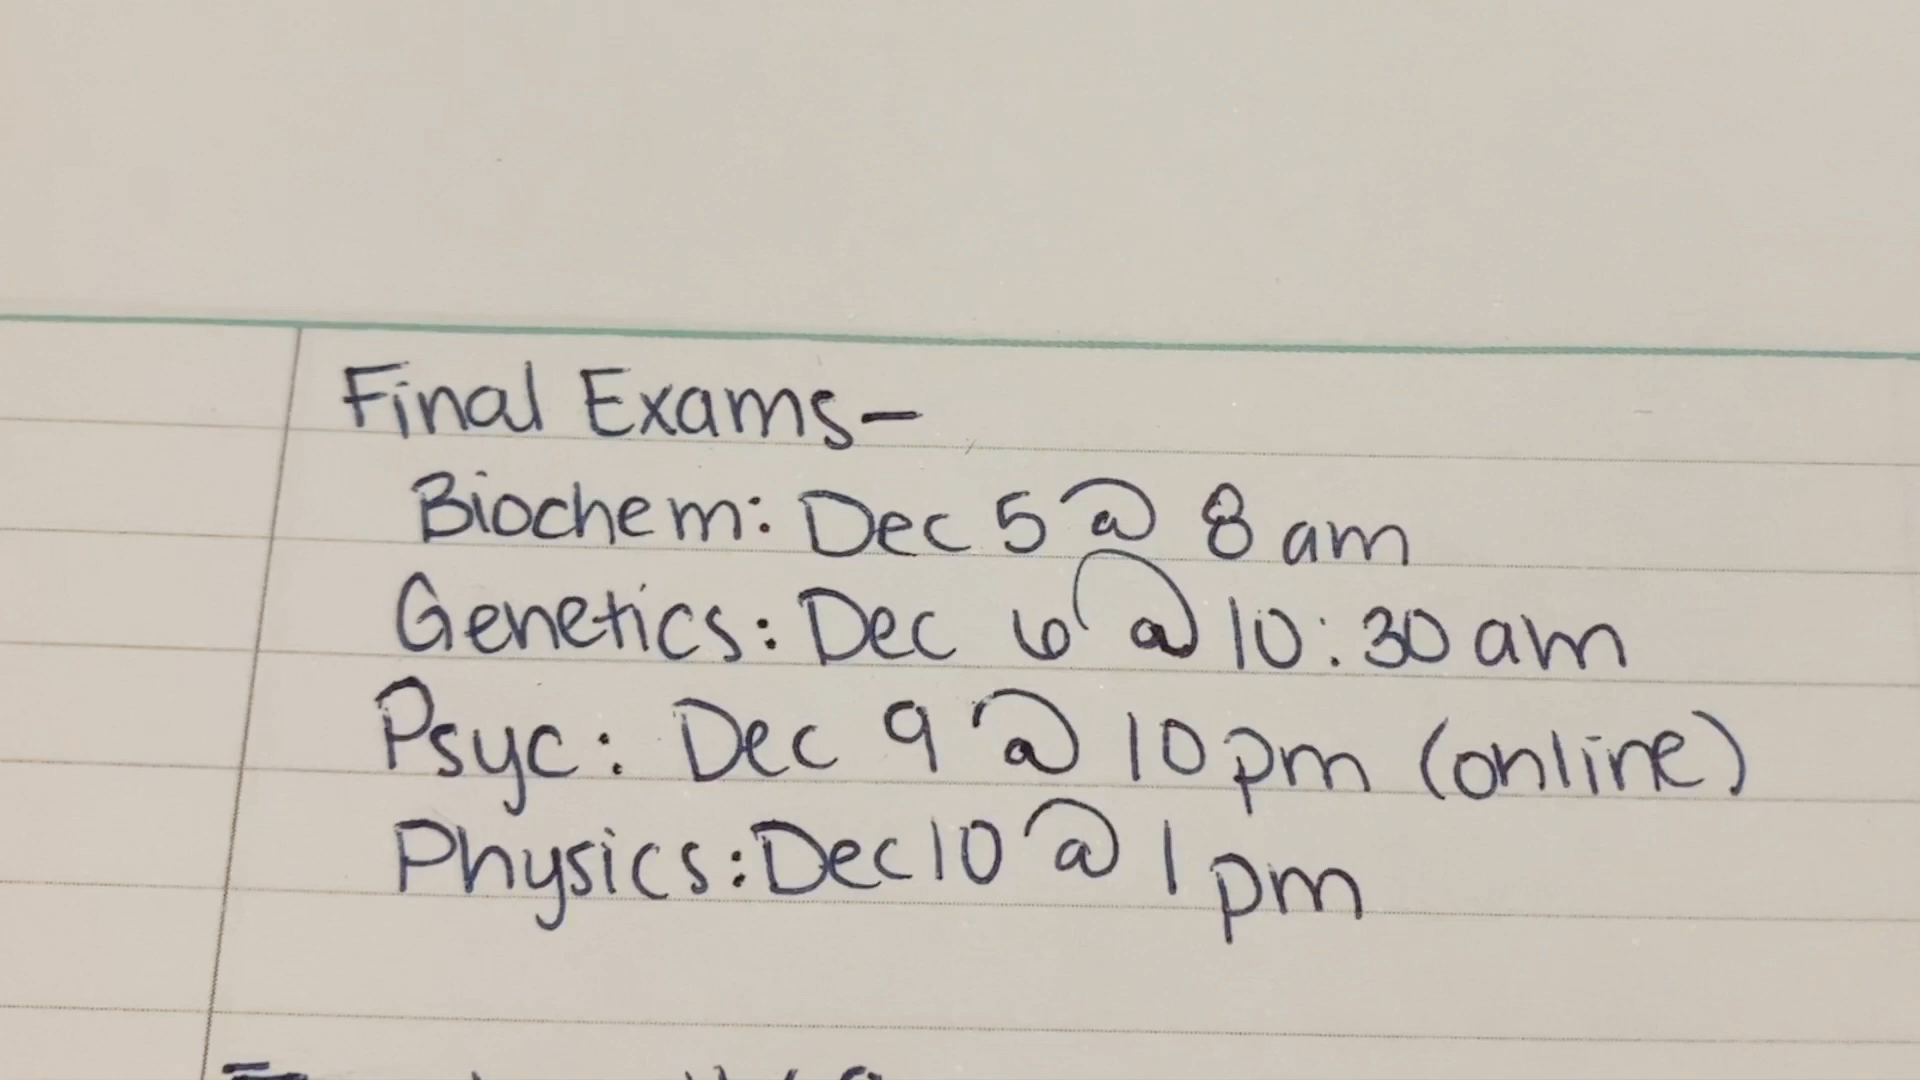 Final Exams-
Biochem: Dec 5 @ 8 am
Genetics: Dec 6 @ 10:30 am
Psyc: Dec 9 @ 10 pm (online)
Physics: Dec 10 @ 1 pm